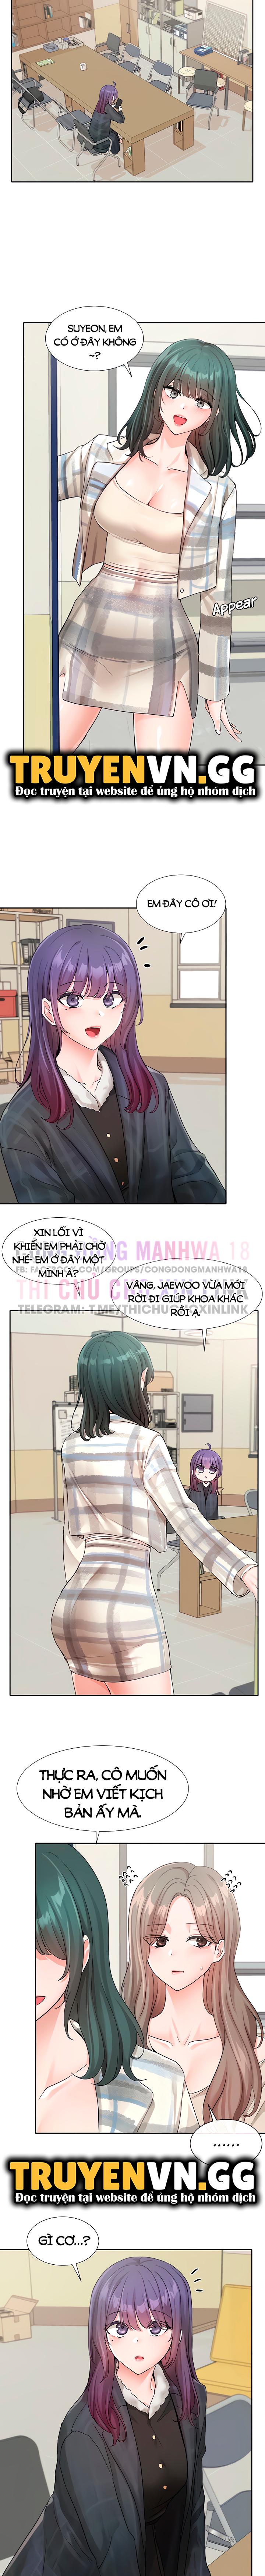 SUYEON, EM
CÓ Ở ĐÂY KHÔNG
~?
Appear
TRUYENVN.GG
Đọc truyện tại website để ủng hộ nhóm dịch
EM ĐÂY CÔ ƠI!
XIN LỖI VÌ
KHIẾN EM PHẢI CHỜ
NHÉ- EM Ở ĐÂY MỘT
MÌNH À?
VÂNG, JAEWOO VỪA MỚI
RỜI ĐI GIÚP KHOA KHÁC
RỒI Ạ.
THỰC RA, CÔ MUỐN
NHỜ EM VIẾT KỊCH
BẢN ẤY MÀ.
......
TRUYENVN.GG
Đọc truyện tại website để ủng hộ nhóm dịch
GÌ CƠ...?